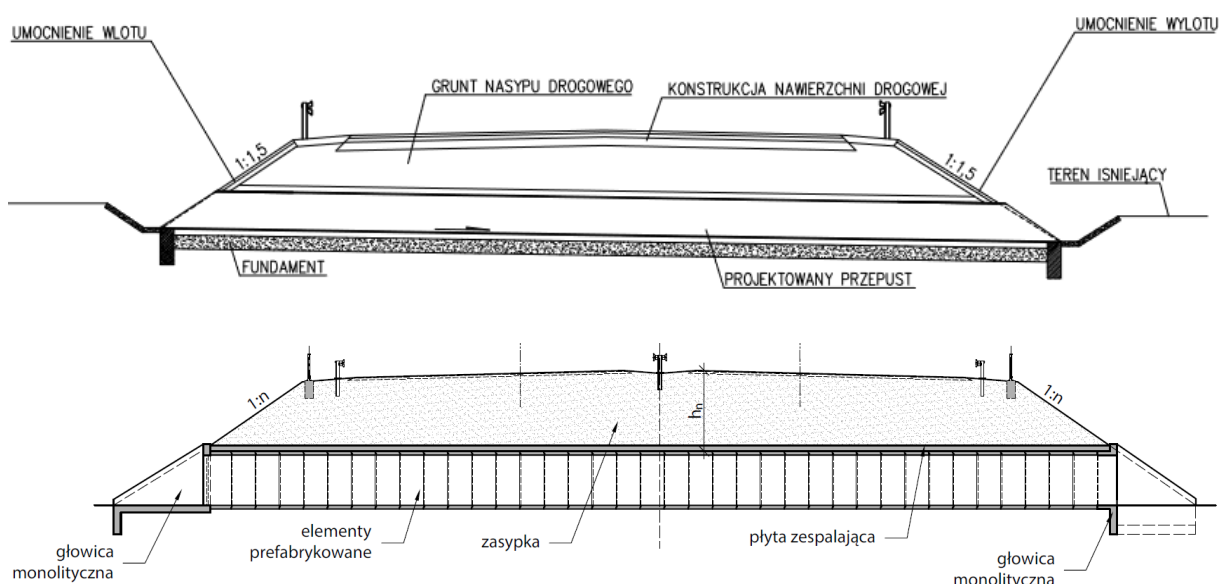 UMOCNIENIE WLOTU
UMOCNIENIE WYLOTU
GRUNT NASYPU DROGOWEGO
KONSTRUKCJA NAWIERZCHNI DROGOWEJ
1:1,5
1:1,5
TEREN ISNIEJĄCY
FUNDAMENT
PROJEKTOWANY PRZEPUST
1:n
1:n
hn
głowica
monolityczna
elementy
prefabrykowane
zasypka
płyta zespalająca
głowica
monolityczna